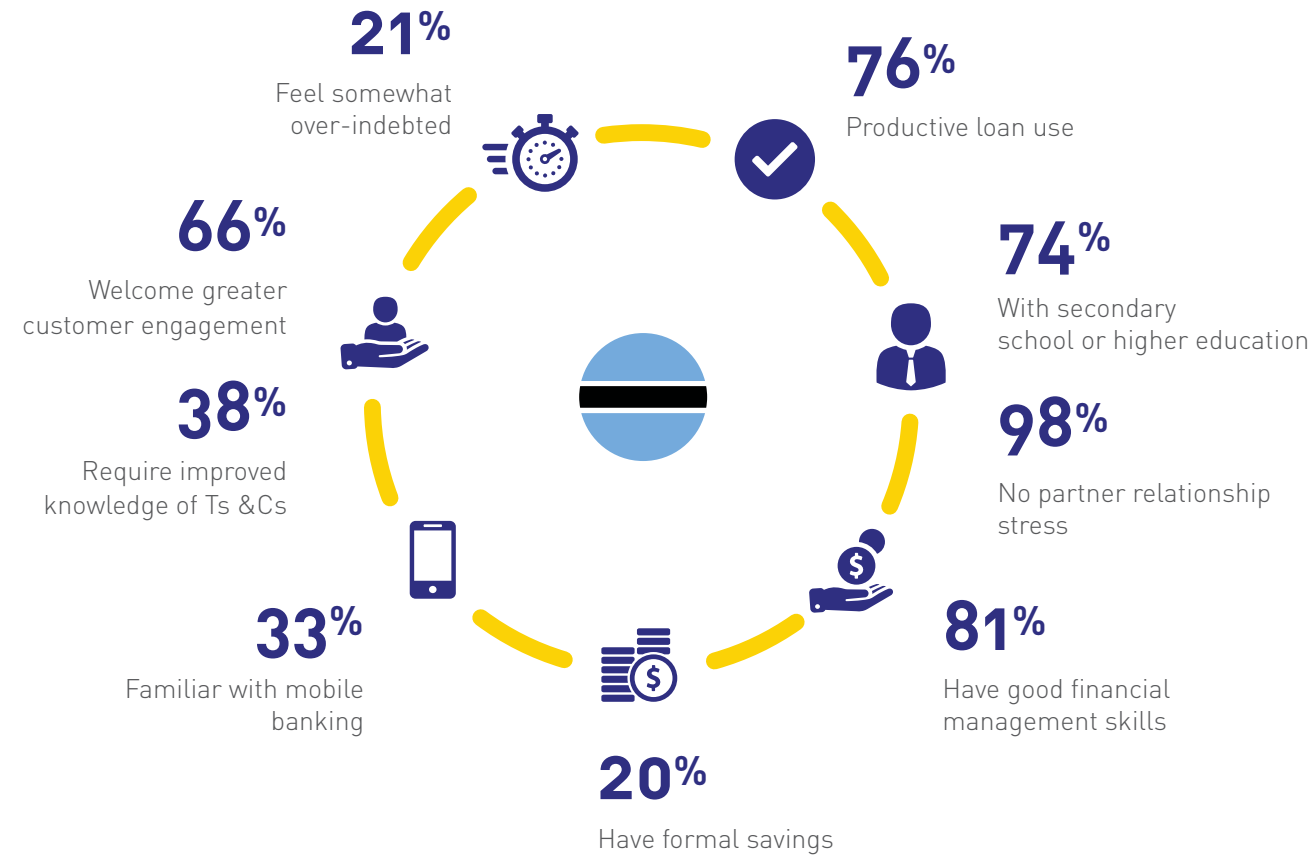 21%
Feel somewhat
over-indebted
76%
Productive loan use
74%
With secondary
school or higher education
98%
No partner relationship
stress
81%
Have good financial
management skills
20%
Have formal savings
33%
Familiar with mobile
banking
38%
Require improved
knowledge of Ts &Cs
66%
Welcome greater
customer engagement
$
$